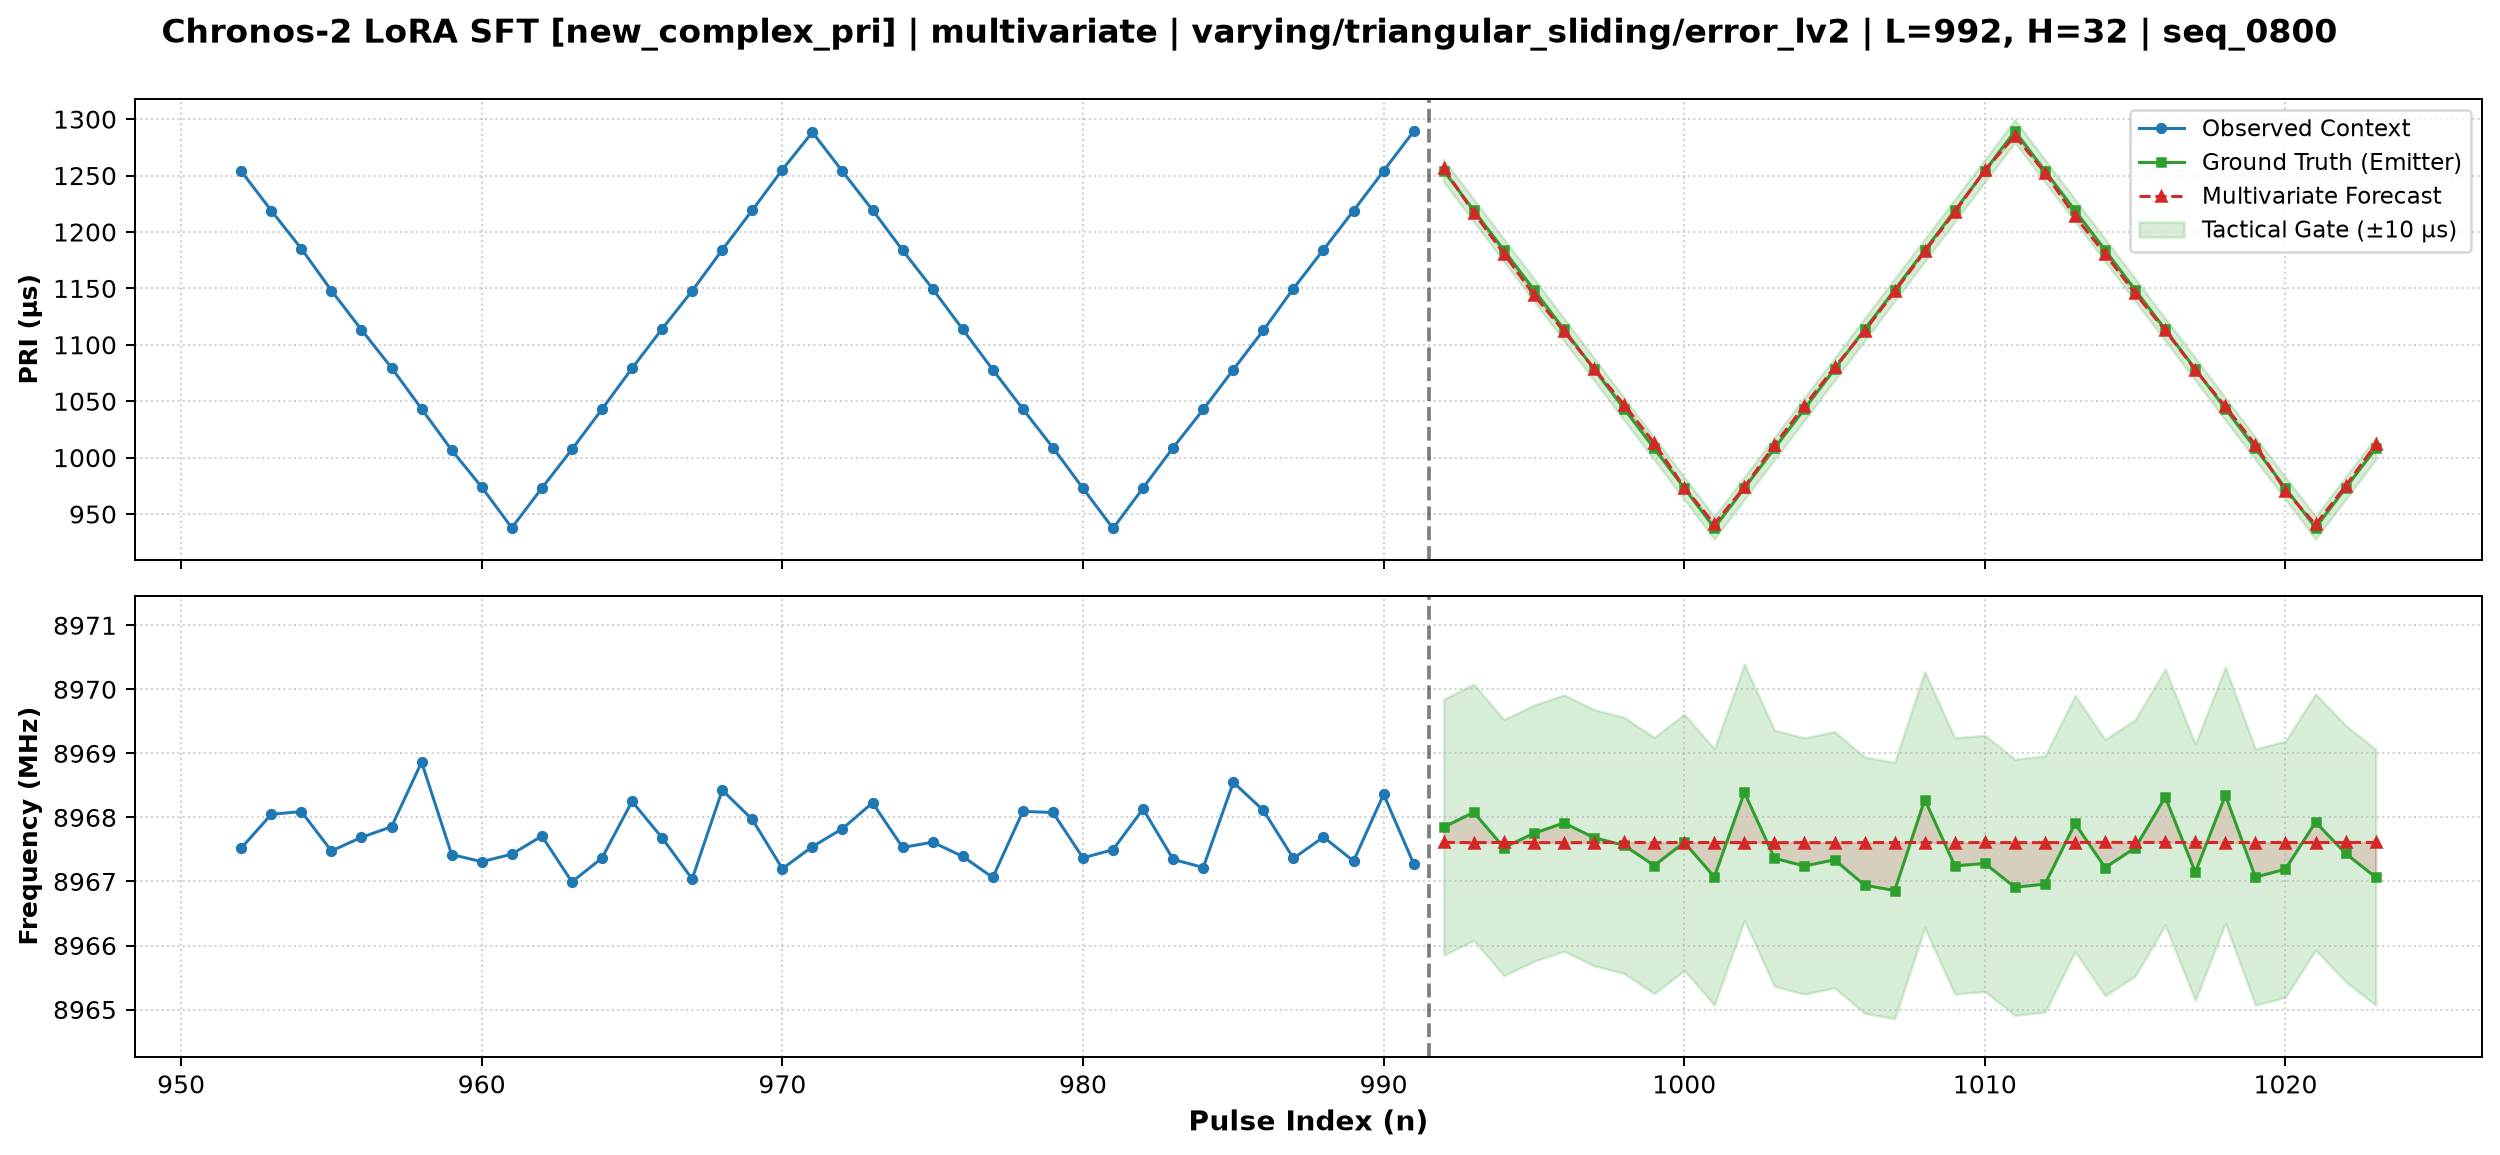 Chronos-2 LoRA SFT [new_complex_pri] | multivariate | varying/triangular_sliding/error_lv2 | L=992, H=32 | seq_0800
PRI (µs)
1300
1250
1200
1150
1100
1050
1000
950
Observed Context
Ground Truth (Emitter)
Multivariate Forecast
Tactical Gate (±10 µs)
Frequency (MHz)
8971
8970
8969
8968
8967
8966
8965
950 960 970 980 990 1000 1010 1020
Pulse Index (n)